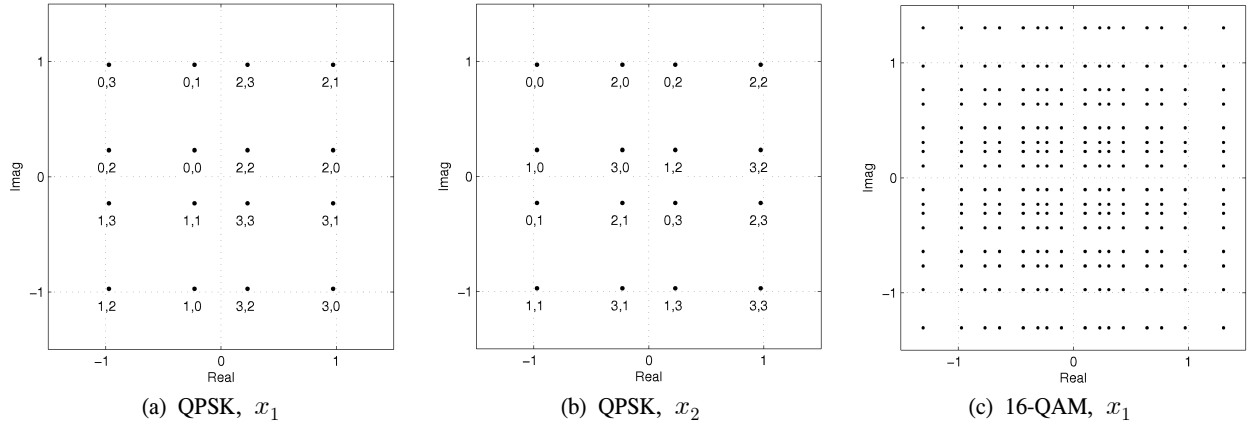 1
0
−1
Imag
0,3 0,1 2,3 2,1
0,2 0,0 2,2 2,0
1,3 1,1 3,3 3,1
1,2 1,0 3,2 3,0
−1 0 1
Real
(a) QPSK, x1
1
0
−1
Imag
0,0 2,0 0,2 2,2
1,0 3,0 1,2 3,2
0,1 2,1 0,3 2,3
1,1 3,1 1,3 3,3
−1 0 1
Real
(b) QPSK, x2
1
0
−1
Imag
−1 0 1
Real
(c) 16-QAM, x1